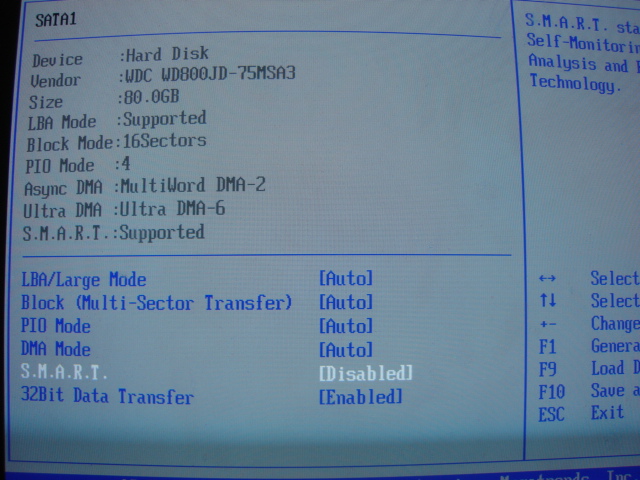 SATA1
Device :Hard Disk
Vendor :WDC WD800JD-75MSA3
Size :80.0GB
LBA Mode :Supported
Block Mode:16Sectors
PIO Mode :4
Async DMA :MultiWord DMA-2
Ultra DMA :Ultra DMA-6
S.M.A.R.T.:Supported
LBA/Large Mode [Auto]
Block (Multi-Sector Transfer) [Auto]
PIO Mode [Auto]
DMA Mode [Auto]
S.M.A.R.T. [Disabled]
32Bit Data Transfer [Enabled]
S.M.A.R.T. sta
Self-Monitorin
Analysis and
Technology.
↔ Select
↑↓ Select
+- Change
F1 Genera
F9 Load D
F10 Save a
ESC Exit